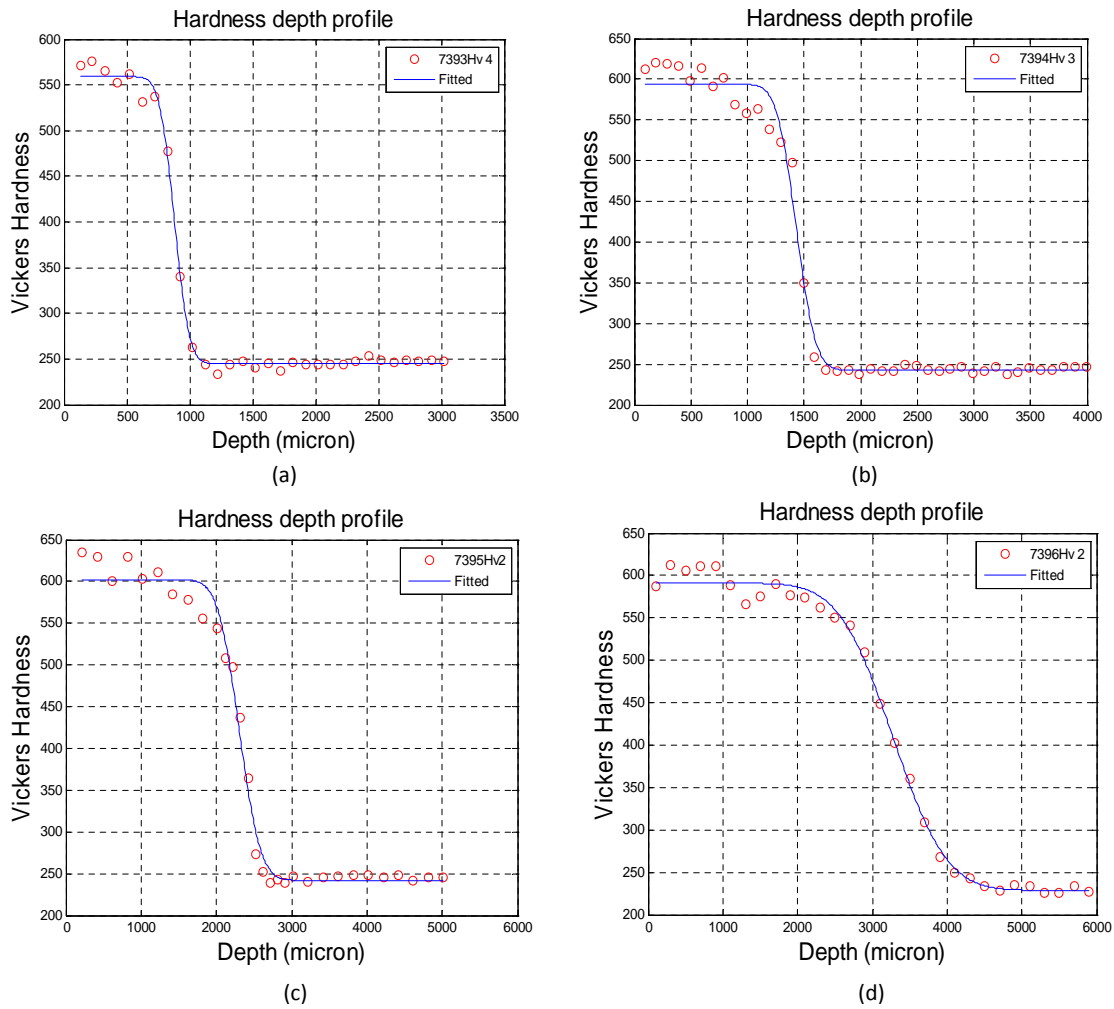 Hardness depth profile
600
550
500
450
400
350
300
250
200
Vickers Hardness
7393Hv 4
Fitted
0 500 1000 1500 2000 2500 3000 3500
Depth (micron)
(a)
Hardness depth profile
650
600
550
500
450
400
350
300
250
200
Vickers Hardness
7394Hv 3
Fitted
0 500 1000 1500 2000 2500 3000 3500 4000
Depth (micron)
(b)
Hardness depth profile
650
600
550
500
450
400
350
300
250
200
Vickers Hardness
7395Hv2
Fitted
0 1000 2000 3000 4000 5000 6000
Depth (micron)
(c)
Hardness depth profile
650
600
550
500
450
400
350
300
250
200
Vickers Hardness
7396Hv 2
Fitted
0 1000 2000 3000 4000 5000 6000
Depth (micron)
(d)